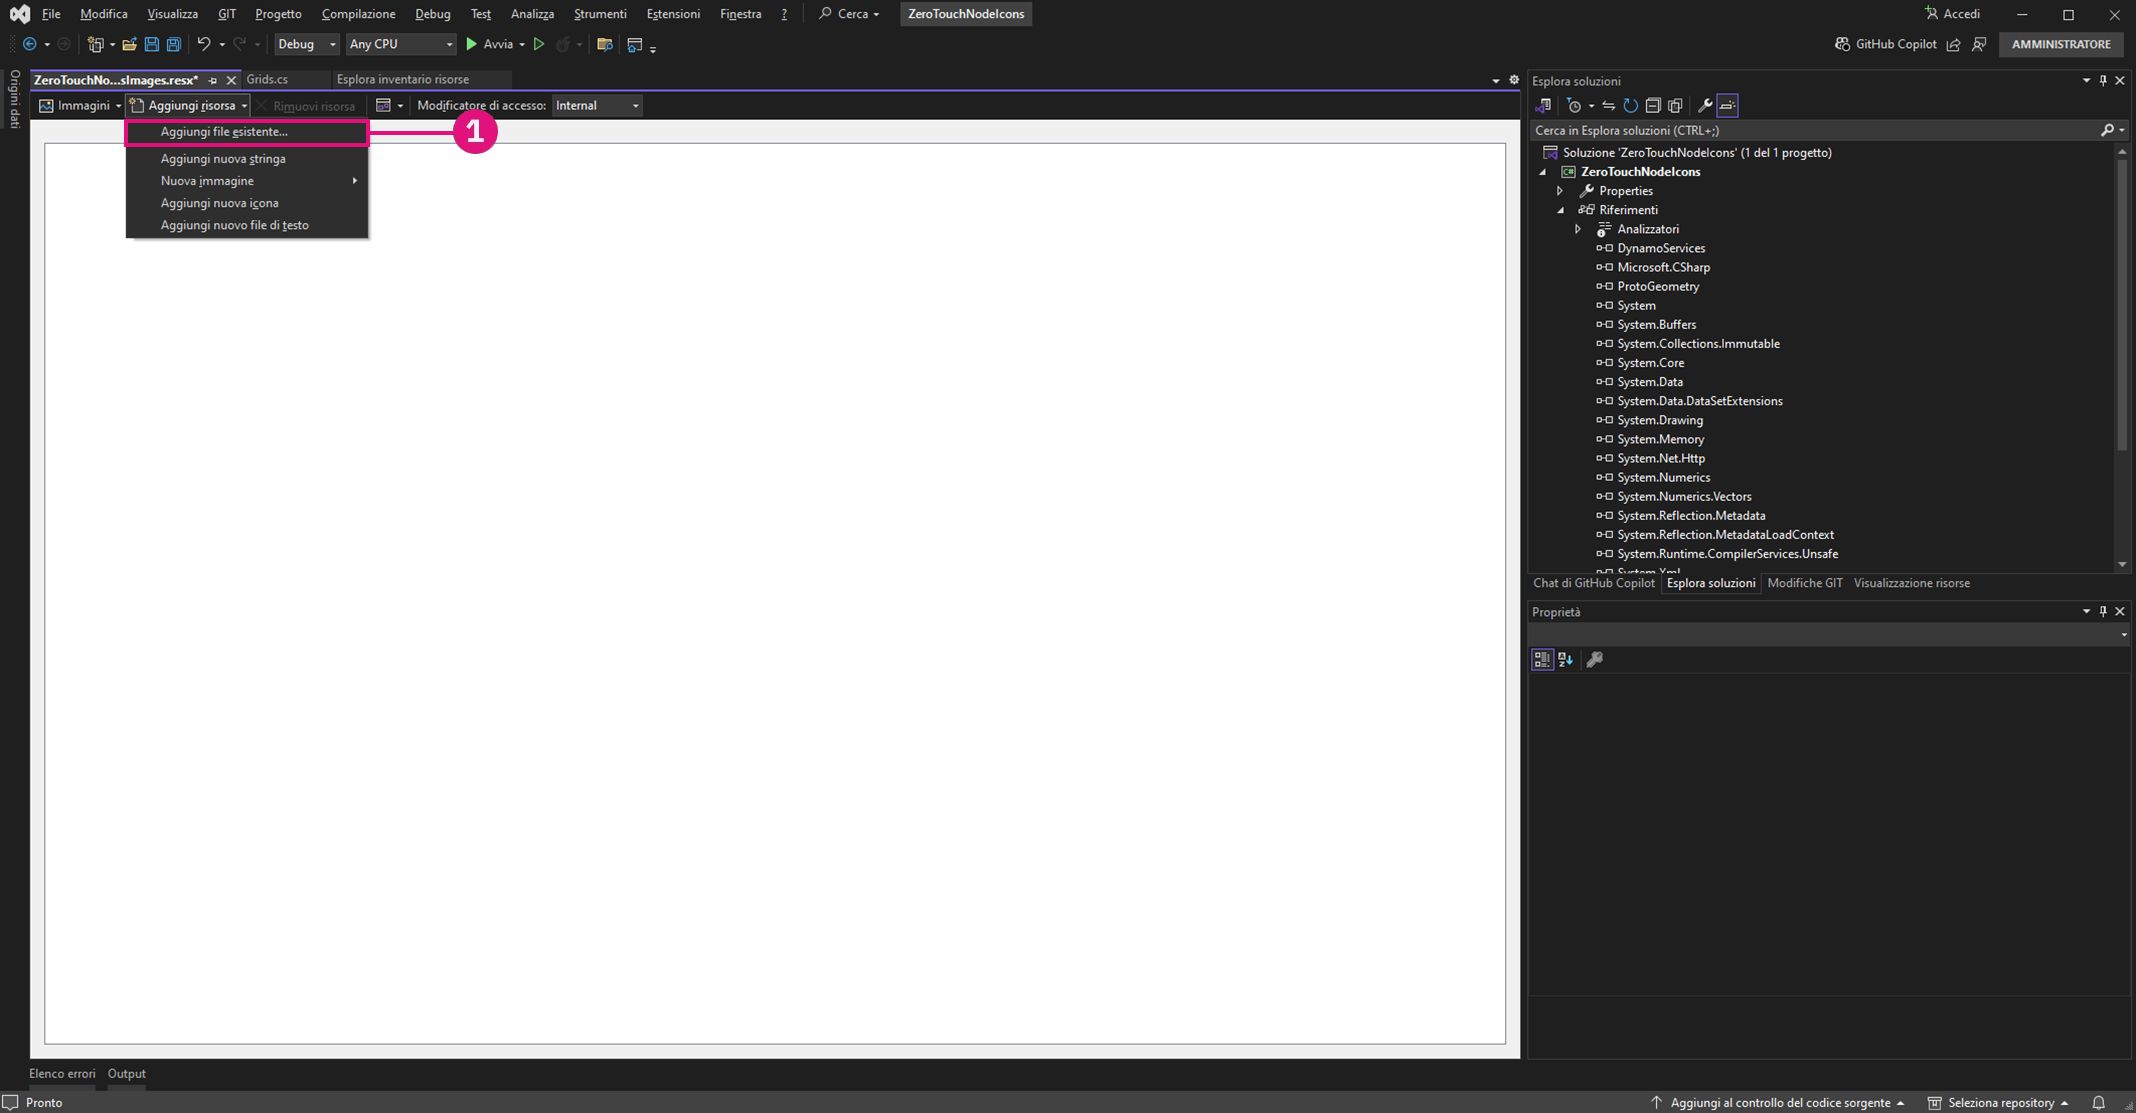 File Modifica Visualizza GIT Progetto Compilazione Debug Test Analizza Strumenti Estensioni Finestra ? Cerca ZeroTouchNodeIcons Accedi
Debug Any CPU Avvia GitHub Copilot AMMINISTRATORE
Origini dati
ZeroTouchNo...sImages.resx* Grids.cs Esplora inventario risorse
Immagini Aggiungi risorsa Rimuovi risorsa Modificatore di accesso: Internal
Aggiungi file esistente...
1
Aggiungi nuova stringa
Nuova immagine
Aggiungi nuova icona
Aggiungi nuovo file di testo
Esplora soluzioni
Cerca in Esplora soluzioni (CTRL+;)
Soluzione 'ZeroTouchNodeIcons' (1 del 1 progetto)
C# ZeroTouchNodeIcons
Properties
Riferimenti
Analizzatori
DynamoServices
Microsoft.CSharp
ProtoGeometry
System
System.Buffers
System.Collections.Immutable
System.Core
System.Data
System.Data.DataSetExtensions
System.Drawing
System.Memory
System.Net.Http
System.Numerics
System.Numerics.Vectors
System.Reflection.Metadata
System.Reflection.MetadataLoadContext
System.Runtime.CompilerServices.Unsafe
System.Xml
Chat di GitHub Copilot Esplora soluzioni Modifiche GIT Visualizzazione risorse
Proprietà
Elenco errori Output
Pronto Aggiungi al controllo del codice sorgente Seleziona repository